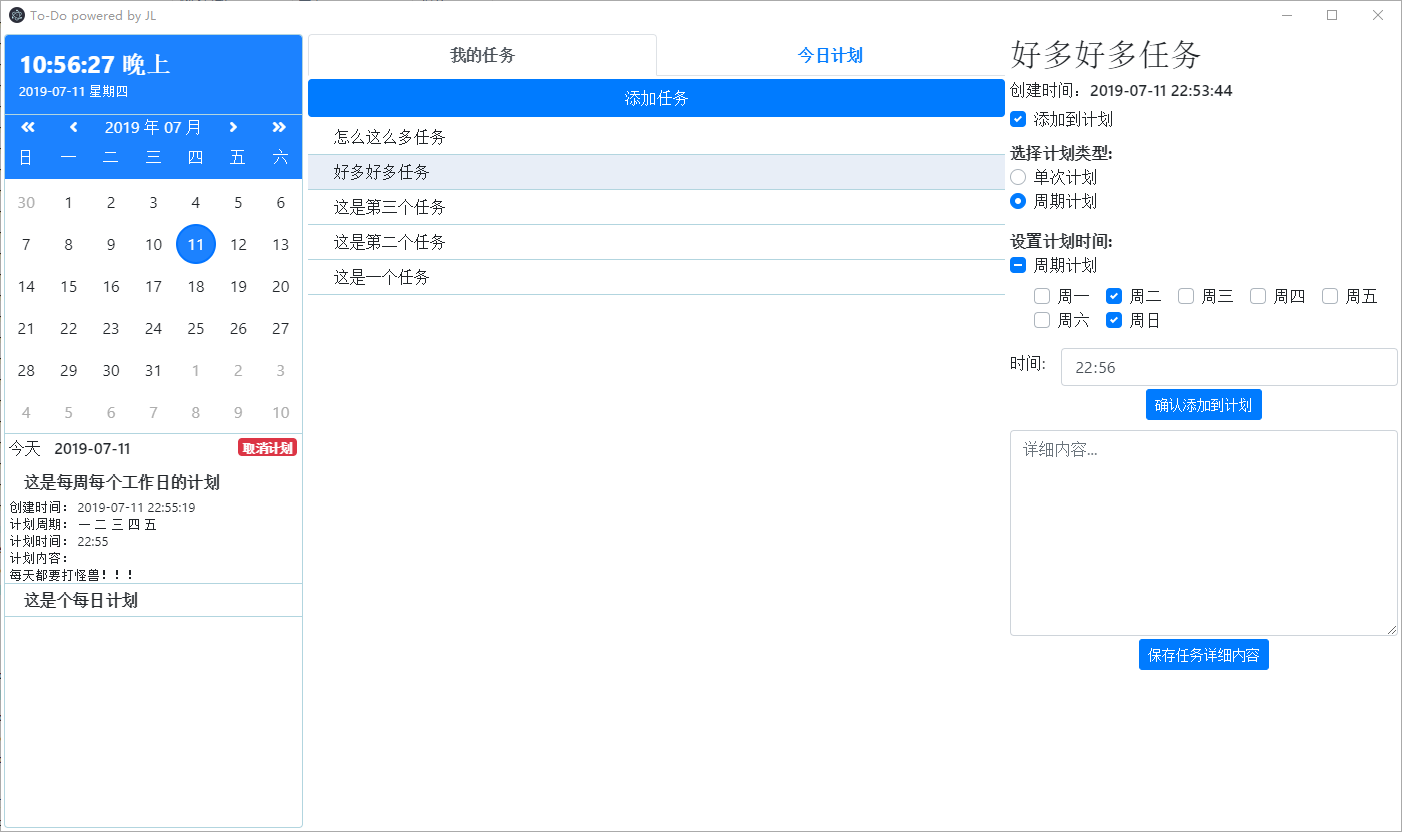 To-Do powered by JL
10:56:27 晚上
2019-07-11 星期四
2019 年 07 月
日 一 二 三 四 五 六
30 1 2 3 4 5 6
7 8 9 10 11 12 13
14 15 16 17 18 19 20
21 22 23 24 25 26 27
28 29 30 31 1 2 3
4 5 6 7 8 9 10
今天 2019-07-11 取消计划
这是每周每个工作日的计划
创建时间： 2019-07-11 22:55:19
计划周期： 一 二 三 四 五
计划时间： 22:55
计划内容：
每天都要打怪兽！！！
这是个每日计划
我的任务 今日计划
添加任务
怎么这么多任务
好多好多任务
这是第三个任务
这是第二个任务
这是一个任务
好多好多任务
创建时间：2019-07-11 22:53:44
添加到计划
选择计划类型:
单次计划
周期计划
设置计划时间:
周期计划
周一 周二 周三 周四 周五
周六 周日
时间: 22:56
确认添加到计划
详细内容...
保存任务详细内容